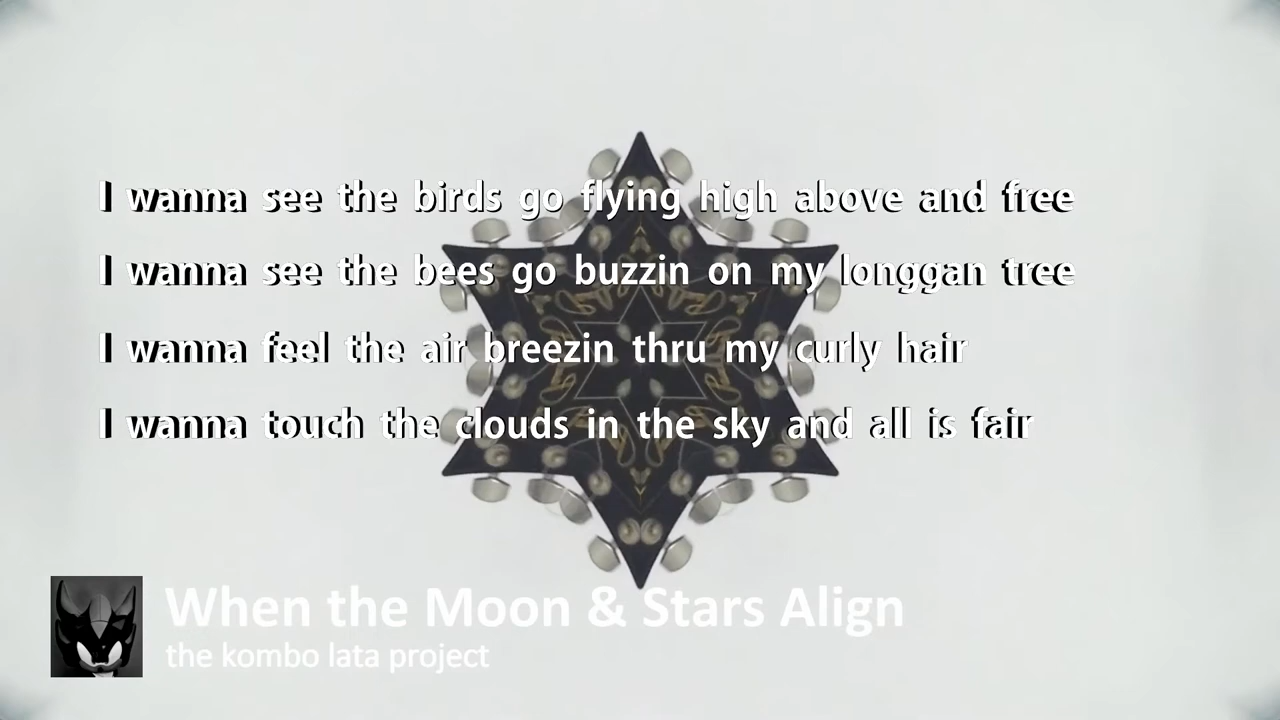 I wanna see the birds go flying high above and free
I wanna see the bees go buzzin on my longgan tree
I wanna feel the air breezin thru my curly hair
I wanna touch the clouds in the sky and all is fair
When the Moon & Stars Align
the kombo lata project